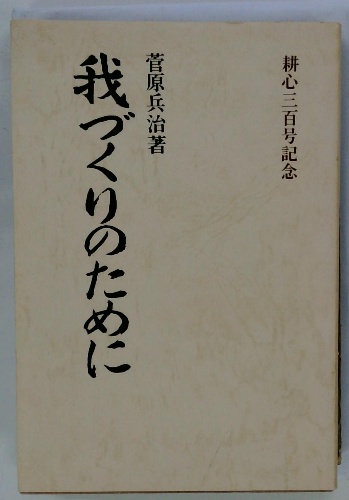 耕心三百号記念
菅原兵治著
我づくりのために